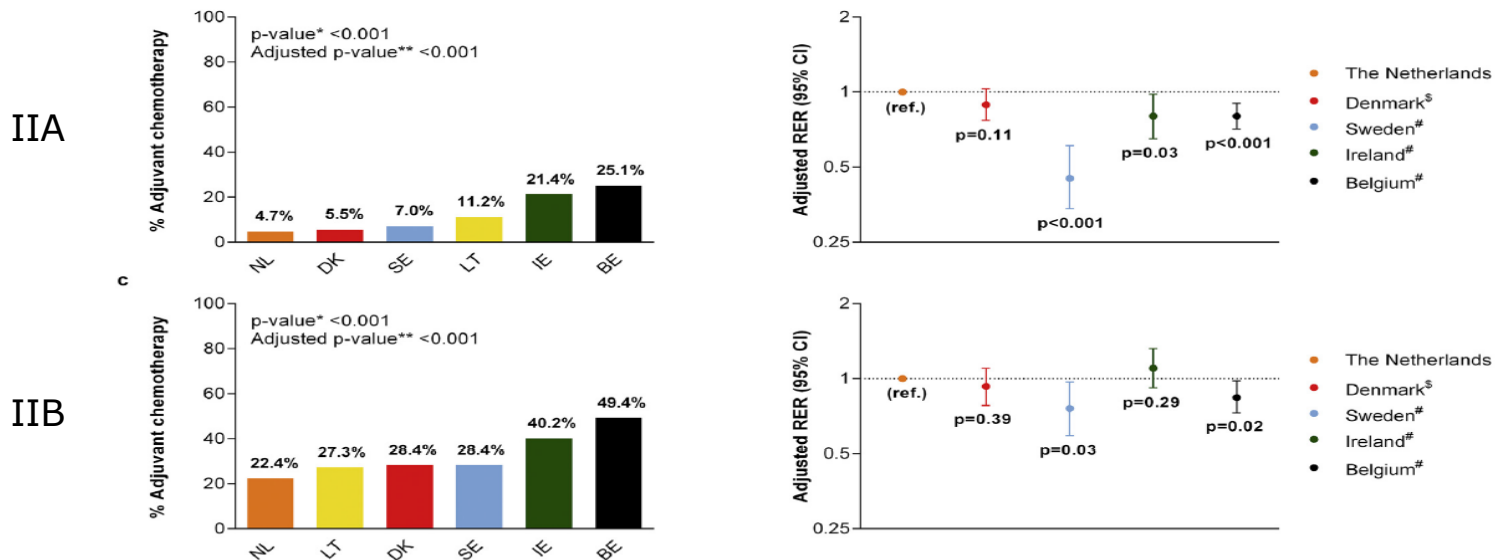 IIA
% Adjuvant chemotherapy
100
80
60
40
20
0
p-value* <0.001
Adjusted p-value** <0.001
4.7%
5.5%
7.0%
11.2%
21.4%
25.1%
NL
DK
SE
LT
IE
BE
Adjusted RER (95% CI)
2
1
0.5
0.25
(ref.)
p=0.11
p<0.001
p=0.03
p<0.001
The Netherlands
Denmark$
Sweden#
Ireland#
Belgium#
c
IIB
% Adjuvant chemotherapy
100
80
60
40
20
0
p-value* <0.001
Adjusted p-value** <0.001
22.4%
27.3%
28.4%
28.4%
40.2%
49.4%
NL
LT
DK
SE
IE
BE
Adjusted RER (95% CI)
2
1
0.5
0.25
(ref.)
p=0.39
p=0.03
p=0.29
p=0.02
The Netherlands
Denmark$
Sweden#
Ireland#
Belgium#